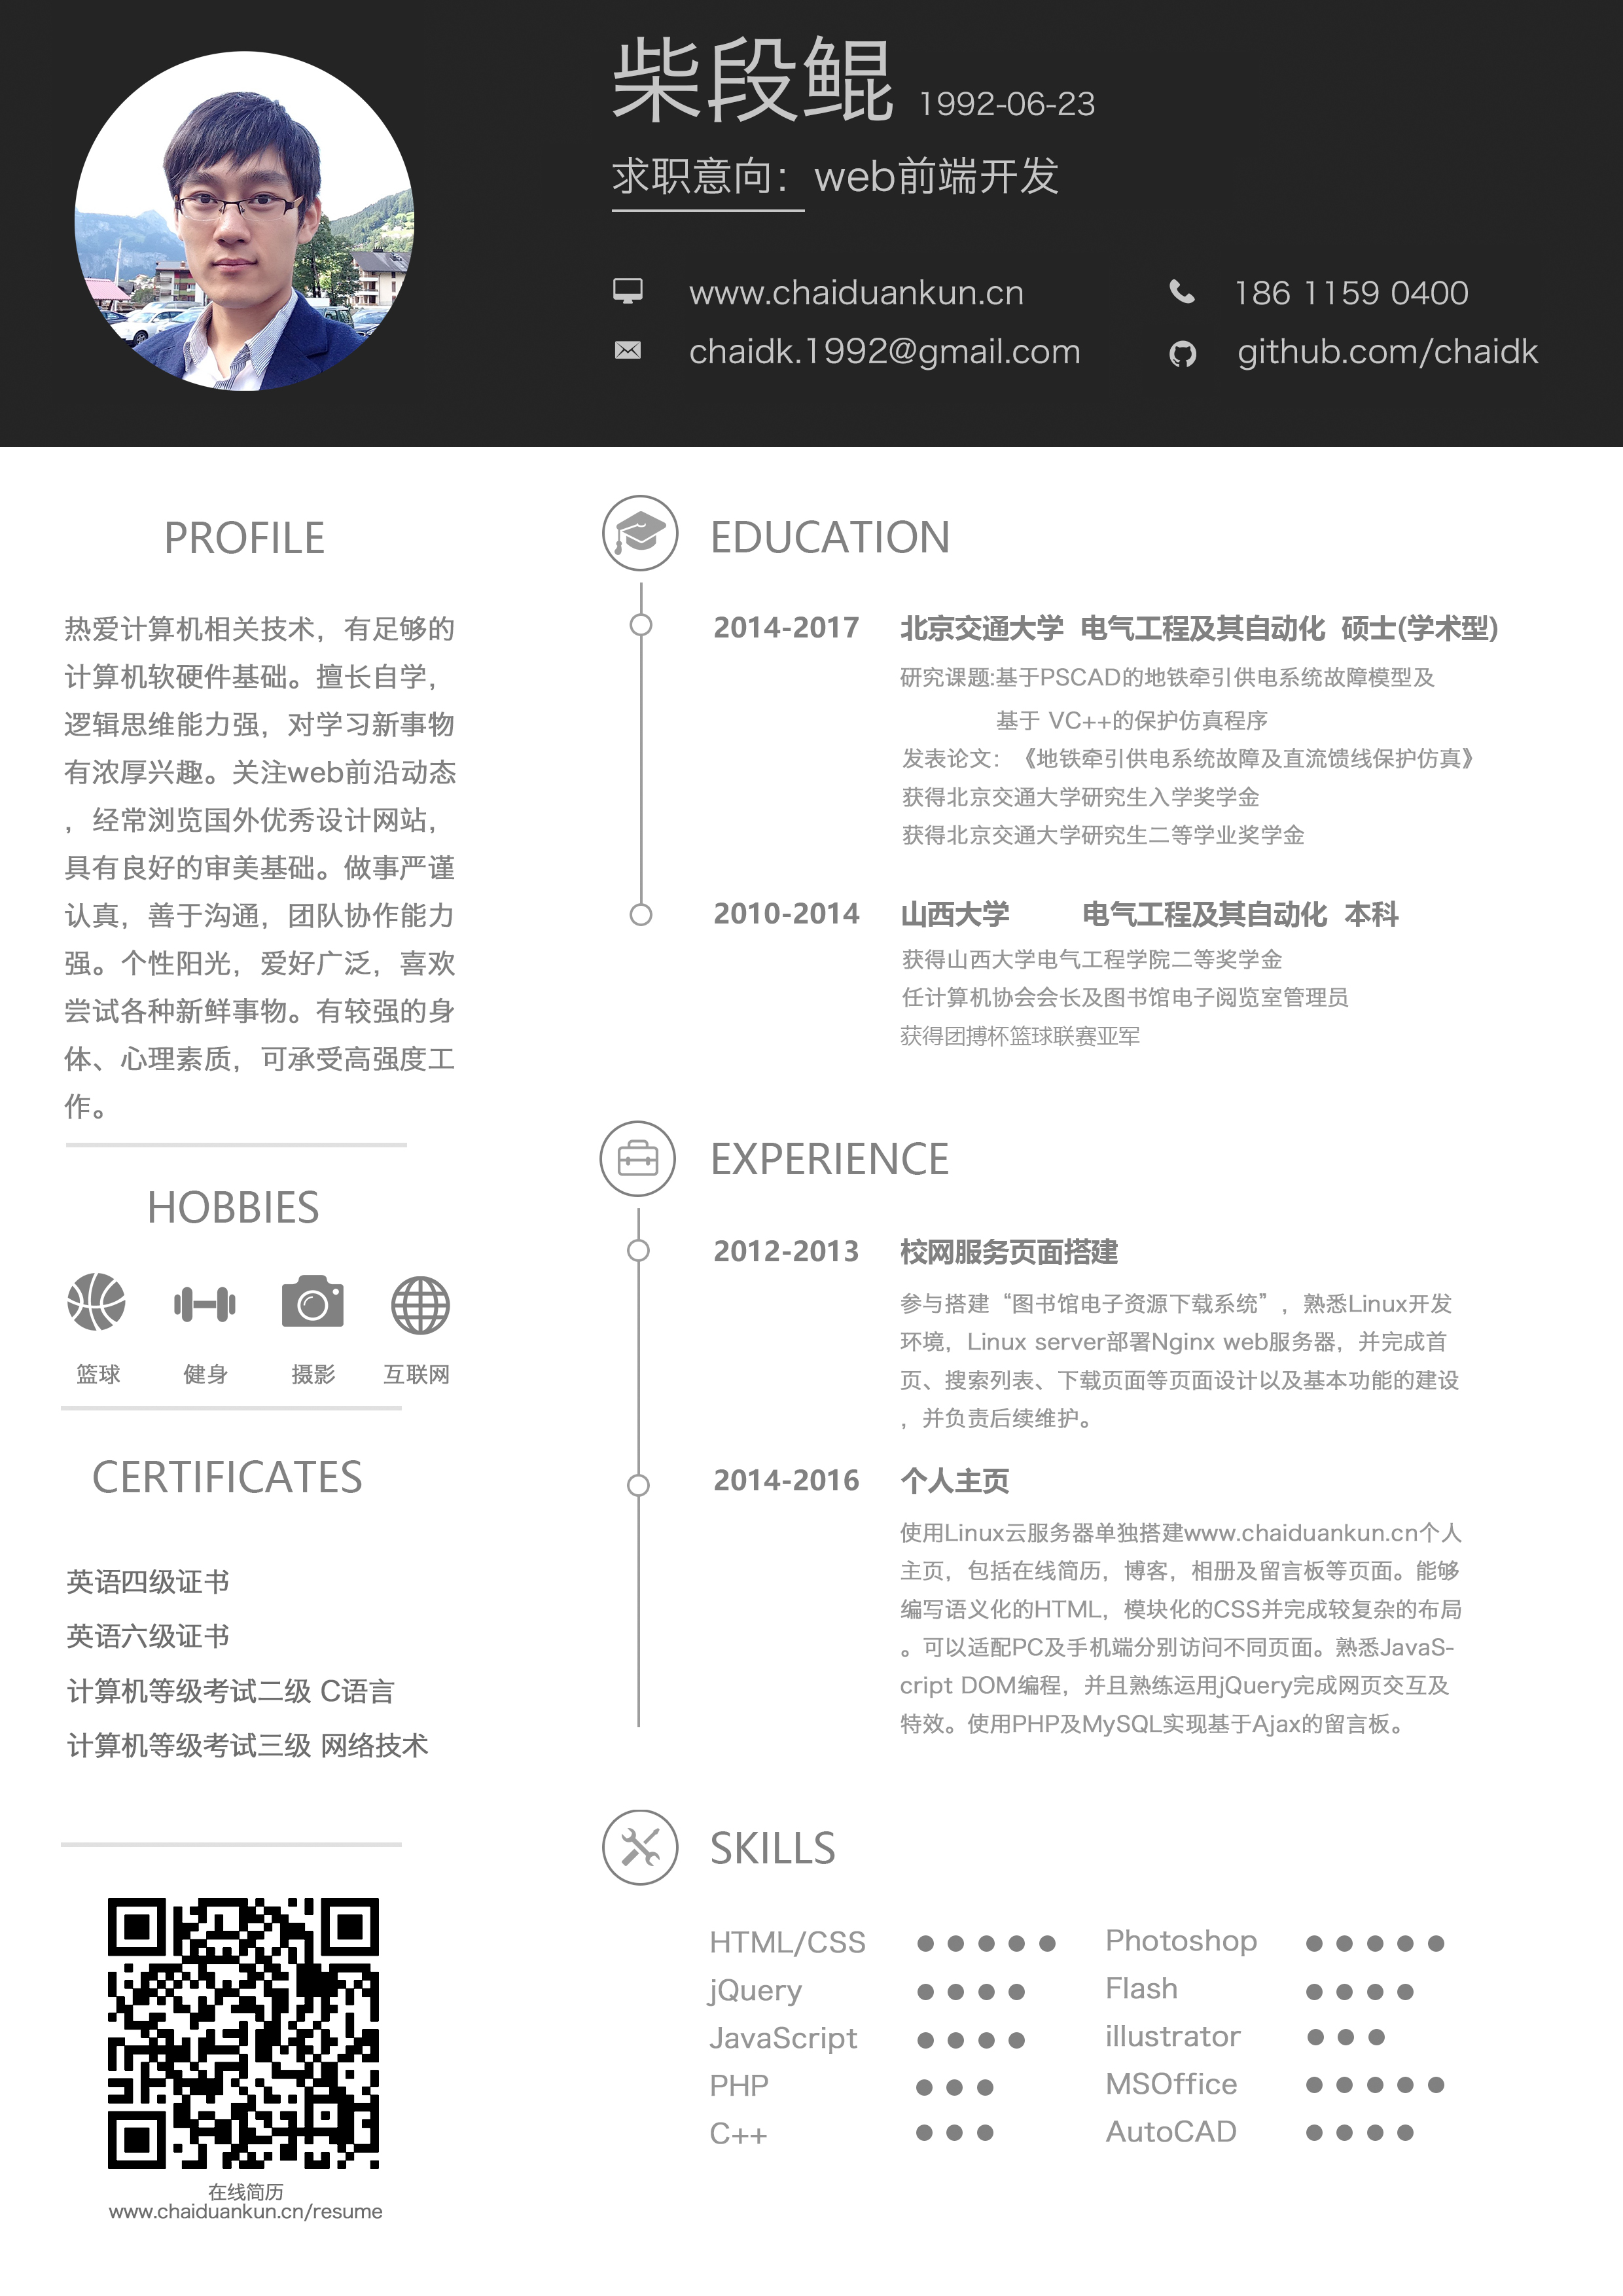 柴段鲲 1992-06-23
求职意向：web前端开发
www.chaiduankun.cn
186 1159 0400
chaidk.1992@gmail.com
github.com/chaidk
PROFILE
热爱计算机相关技术，有足够的
计算机软硬件基础。擅长自学，
逻辑思维能力强，对学习新事物
有浓厚兴趣。关注web前沿动态
，经常浏览国外优秀设计网站，
具有良好的审美基础。做事严谨
认真，善于沟通，团队协作能力
强。个性阳光，爱好广泛，喜欢
尝试各种新鲜事物。有较强的身
体、心理素质，可承受高强度工
作。
HOBBIES
篮球 健身 摄影 互联网
CERTIFICATES
英语四级证书
英语六级证书
计算机等级考试二级 C语言
计算机等级考试三级 网络技术
在线简历
www.chaiduankun.cn/resume
EDUCATION
2014-2017 北京交通大学 电气工程及其自动化 硕士(学术型)
研究课题:基于PSCAD的地铁牵引供电系统故障模型及
基于 VC++的保护仿真程序
发表论文：《地铁牵引供电系统故障及直流馈线保护仿真》
获得北京交通大学研究生入学奖学金
获得北京交通大学研究生二等学业奖学金
2010-2014 山西大学 电气工程及其自动化 本科
获得山西大学电气工程学院二等奖学金
任计算机协会会长及图书馆电子阅览室管理员
获得团搏杯篮球联赛亚军
EXPERIENCE
2012-2013 校网服务页面搭建
参与搭建“图书馆电子资源下载系统”，熟悉Linux开发
环境，Linux server部署Nginx web服务器，并完成首
页、搜索列表、下载页面等页面设计以及基本功能的建设
，并负责后续维护。
2014-2016 个人主页
使用Linux云服务器单独搭建www.chaiduankun.cn个人
主页，包括在线简历，博客，相册及留言板等页面。能够
编写语义化的HTML，模块化的CSS并完成较复杂的布局
。可以适配PC及手机端分别访问不同页面。熟悉JavaS-
cript DOM编程，并且熟练运用jQuery完成网页交互及
特效。使用PHP及MySQL实现基于Ajax的留言板。
SKILLS
HTML/CSS
jQuery
JavaScript
PHP
C++
Photoshop
Flash
illustrator
MSOffice
AutoCAD